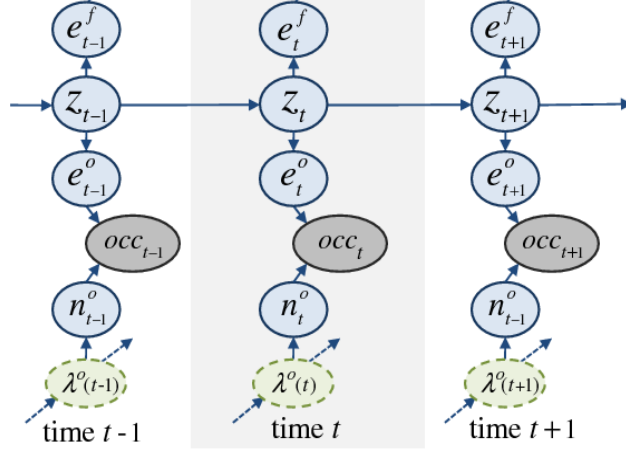 e^f_{t-1} e^f_t e^f_{t+1}
z_{t-1} z_t z_{t+1}
e^o_{t-1} e^o_t e^o_{t+1}
occ_{t-1} occ_t occ_{t+1}
n^o_{t-1} n^o_t n^o_{t-1}
λ^o(t-1) λ^o(t) λ^o(t+1)
time t-1 time t time t+1